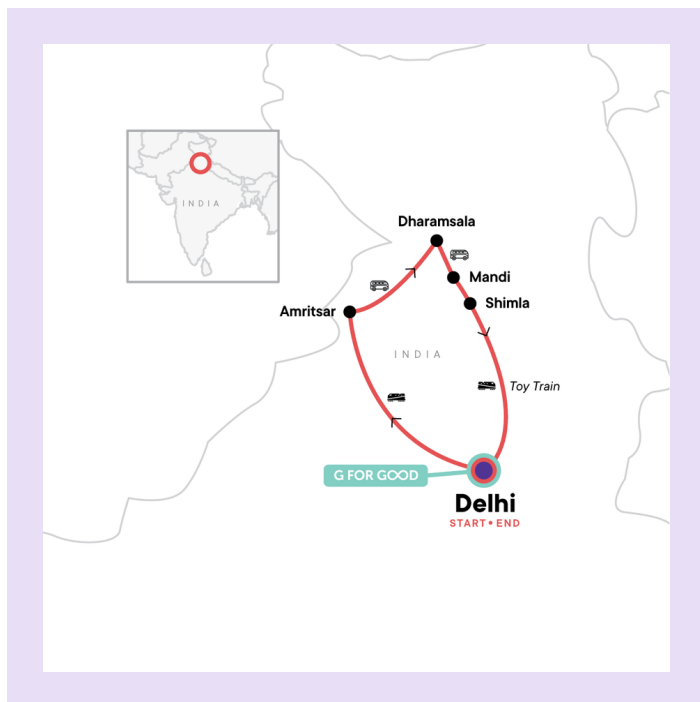 INDIA
Dharamsala
Mandi
Shimla
Amritsar
INDIA
Toy Train
G FOR GOOD
Delhi
START • END